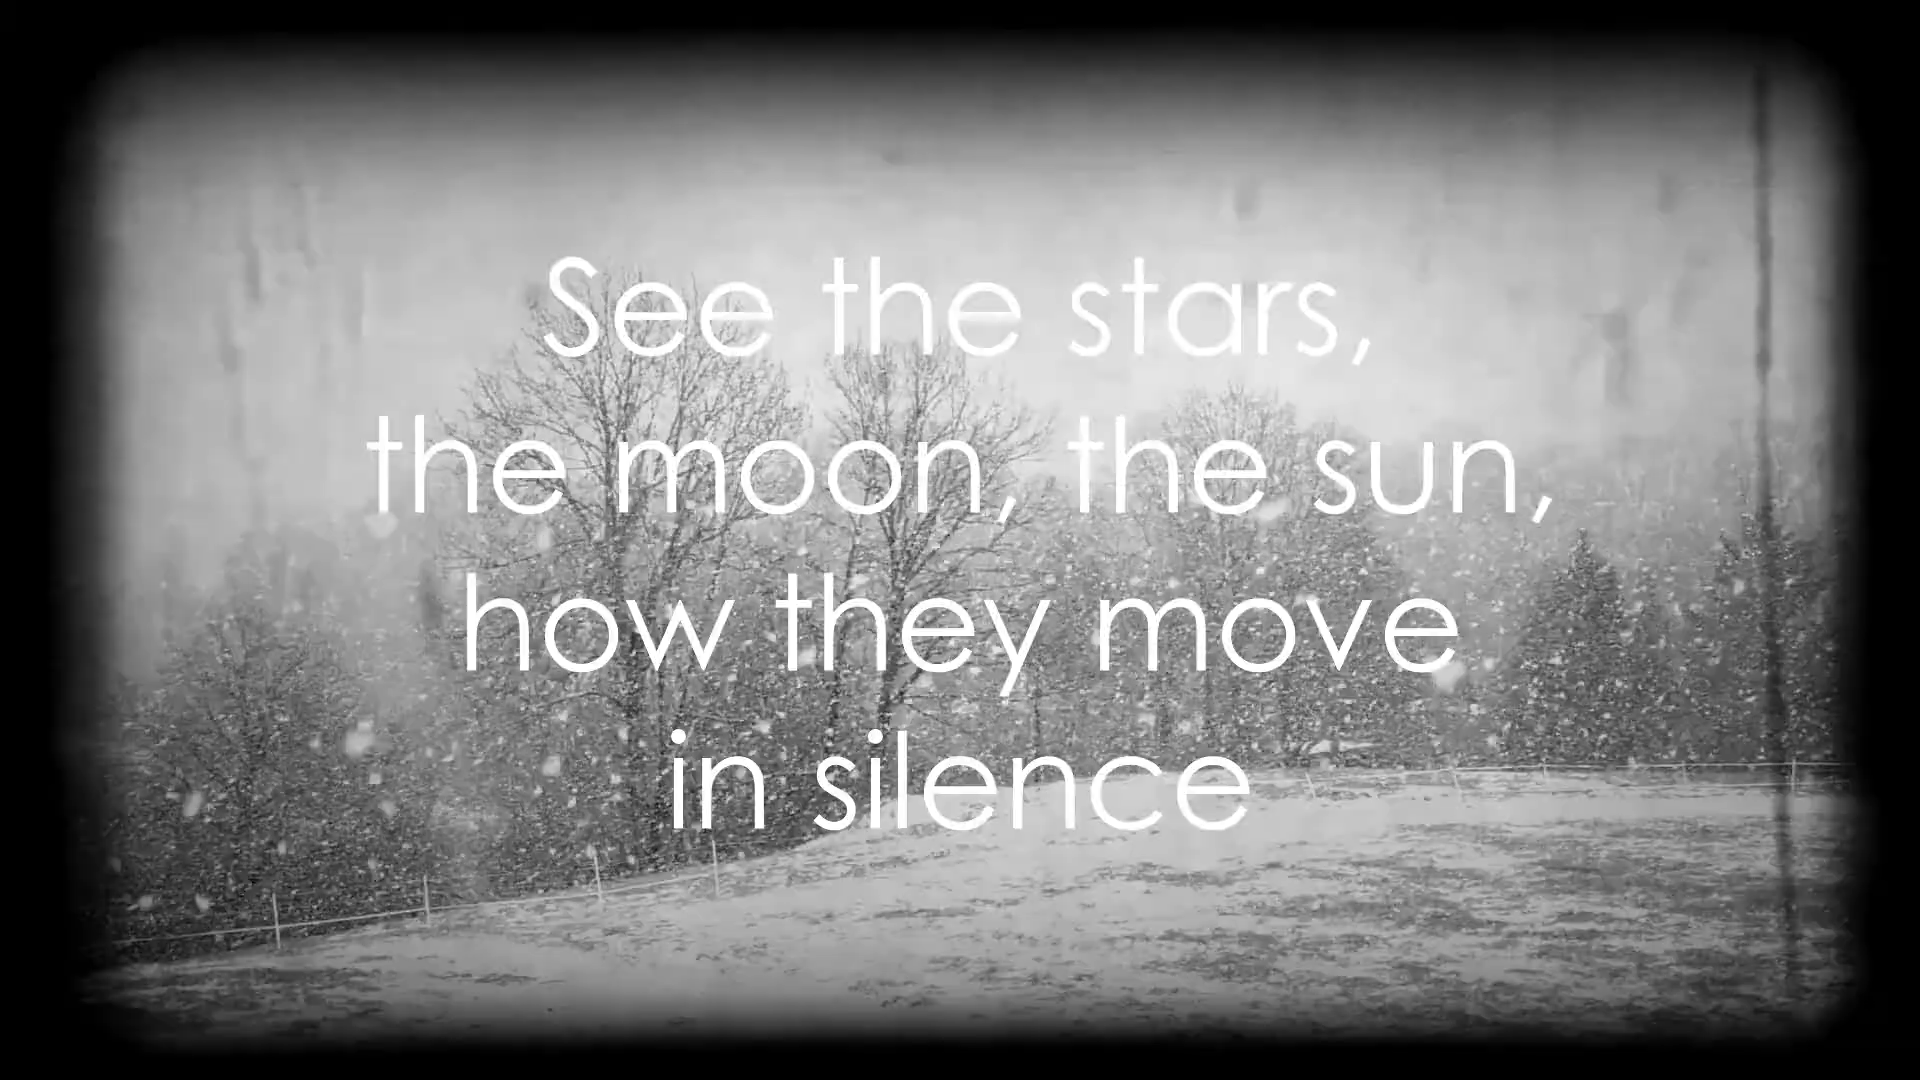 See the stars,
the moon, the sun,
how they move
in silence